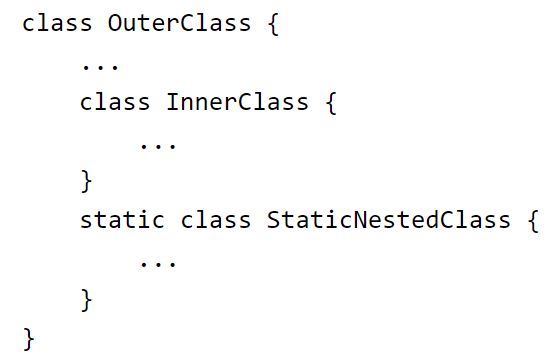 class OuterClass {
    ...
    class InnerClass {
        ...
    }
    static class StaticNestedClass {
        ...
    }
}